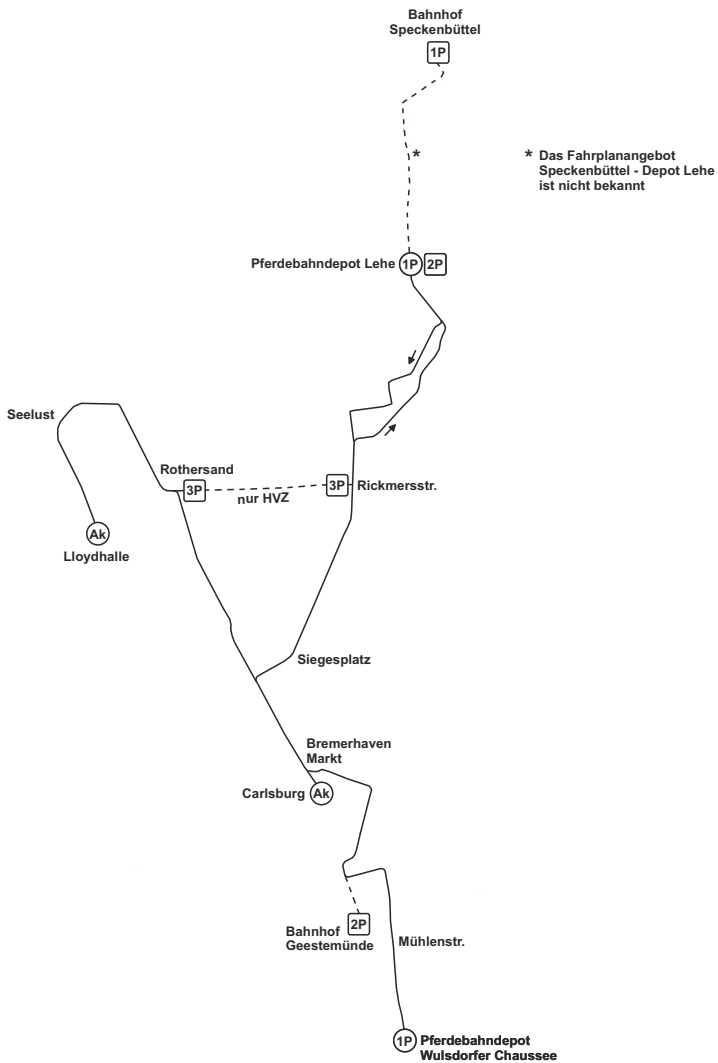 Bahnhof
Speckenbüttel
1P
*
* Das Fahrplanangebot
Speckenbüttel - Depot Lehe
ist nicht bekannt
Pferdebahndepot Lehe 1P 2P
Seelust
Rothersand
3P
nur HVZ
3P Rickmersstr.
Ak
Lloydhalle
Siegesplatz
Bremerhaven
Markt
Carlsburg Ak
Bahnhof
Geestemünde
2P
Mühlenstr.
1P Pferdebahndepot
Wulsdorfer Chaussee